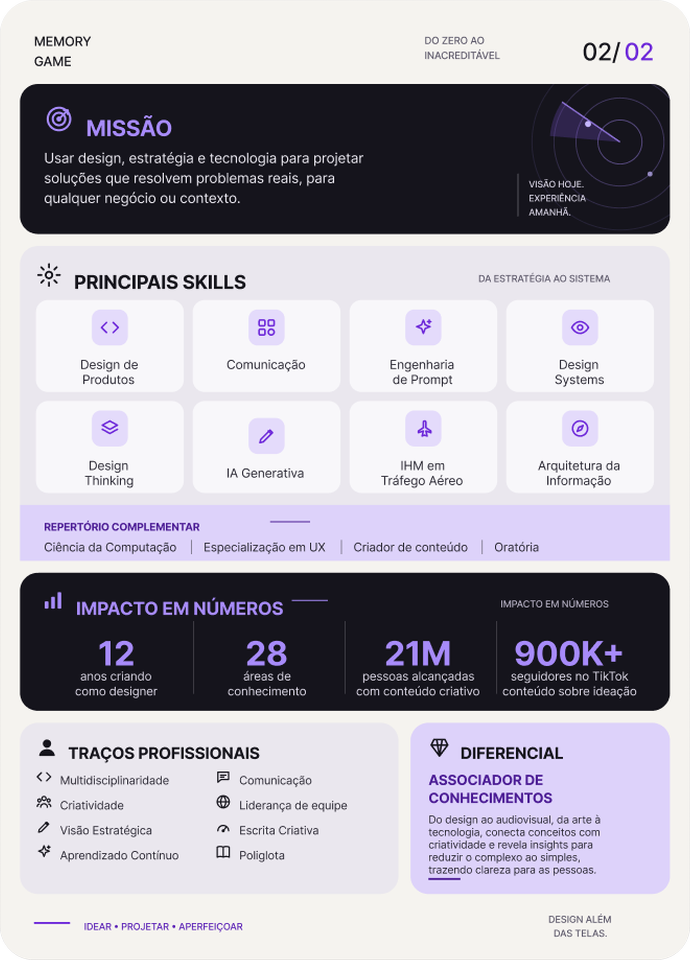 MEMORY
GAME
DO ZERO AO
INACREDITÁVEL
02/ 02
MISSÃO
Usar design, estratégia e tecnologia para projetar
soluções que resolvem problemas reais, para
qualquer negócio ou contexto.
VISÃO HOJE.
EXPERIÊNCIA
AMANHÃ.
PRINCIPAIS SKILLS
DA ESTRATÉGIA AO SISTEMA
Design de
Produtos
Comunicação
Engenharia
de Prompt
Design
Systems
Design
Thinking
IA Generativa
IHM em
Tráfego Aéreo
Arquitetura da
Informação
REPERTÓRIO COMPLEMENTAR
Ciência da Computação
Especialização em UX
Criador de conteúdo
Oratória
IMPACTO EM NÚMEROS
IMPACTO EM NÚMEROS
12
anos criando
como designer
28
áreas de
conhecimento
21M
pessoas alcançadas
com conteúdo criativo
900K+
seguidores no TikTok
conteúdo sobre ideação
TRAÇOS PROFISSIONAIS
Multidisciplinaridade
Criatividade
Visão Estratégica
Aprendizado Contínuo
Comunicação
Liderança de equipe
Escrita Criativa
Poliglota
DIFERENCIAL
ASSOCIADOR DE
CONHECIMENTOS
Do design ao audiovisual, da arte à
tecnologia, conecta conceitos com
criatividade e revela insights para
reduzir o complexo ao simples,
trazendo clareza para as pessoas.
IDEAR • PROJETAR • APERFEIÇOAR
DESIGN ALÉM
DAS TELAS.